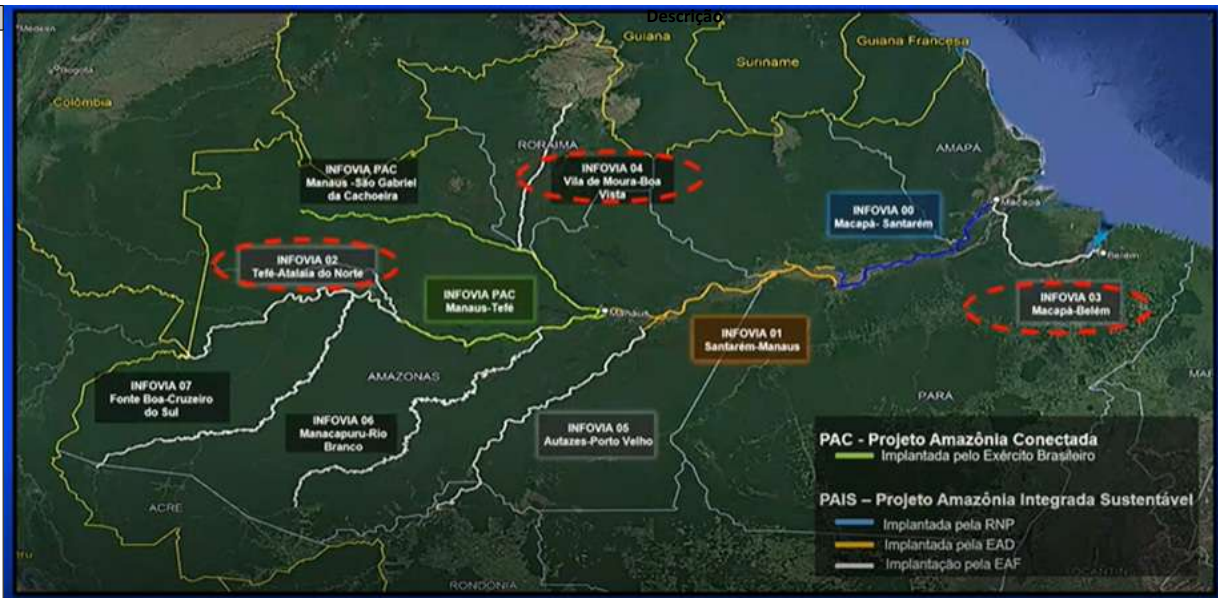 Descrição
Medellín
Bogotá
Colômbia
Guiana
Suriname
Guiana Francesa
RORAIMA
AMAPÁ
INFOVIA PAC
Manaus -São Gabriel
da Cachoeira
INFOVIA 04
Vila de Moura-Boa
Vista
INFOVIA 00
Macapá- Santarém
Macapá
Belém
INFOVIA 02
Tefé-Atalaia do Norte
INFOVIA PAC
Manaus-Tefé
Manaus
INFOVIA 03
Macapá-Belém
INFOVIA 01
Santarém-Manaus
AMAZONAS
INFOVIA 07
Fonte Boa-Cruzeiro
do Sul
INFOVIA 06
Manacapuru-Rio
Branco
INFOVIA 05
Autazes-Porto Velho
PARÁ
ACRE
RONDÔNIA
PAC - Projeto Amazônia Conectada
Implantada pelo Exército Brasileiro
PAIS – Projeto Amazônia Integrada Sustentável
Implantada pela RNP
Implantada pela EAD
Implantação pela EAF